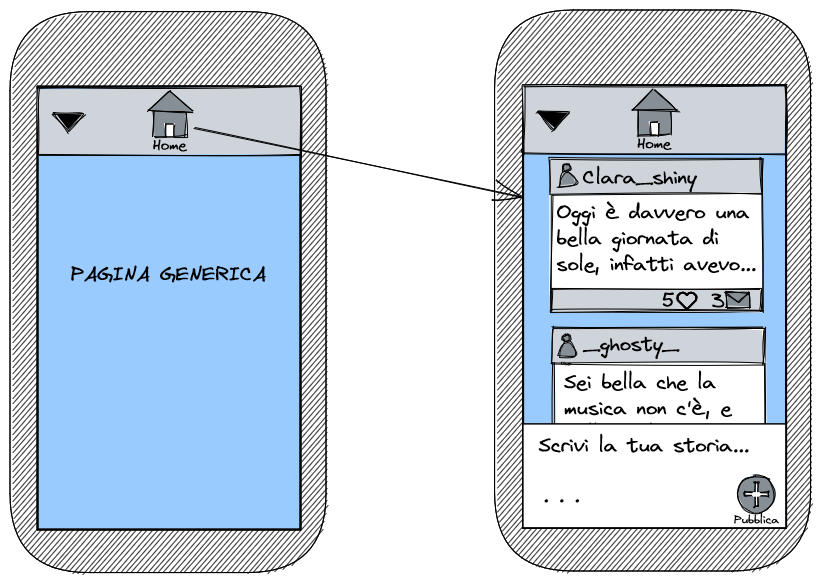 Home
PAGINA GENERICA
Home
Clara_shiny
Oggi è davvero una
bella giornata di
sole, infatti avevo...
5 3
_ghosty_
Sei bella che la
musica non c'è, e
Scrivi la tua storia...
...
Pubblica